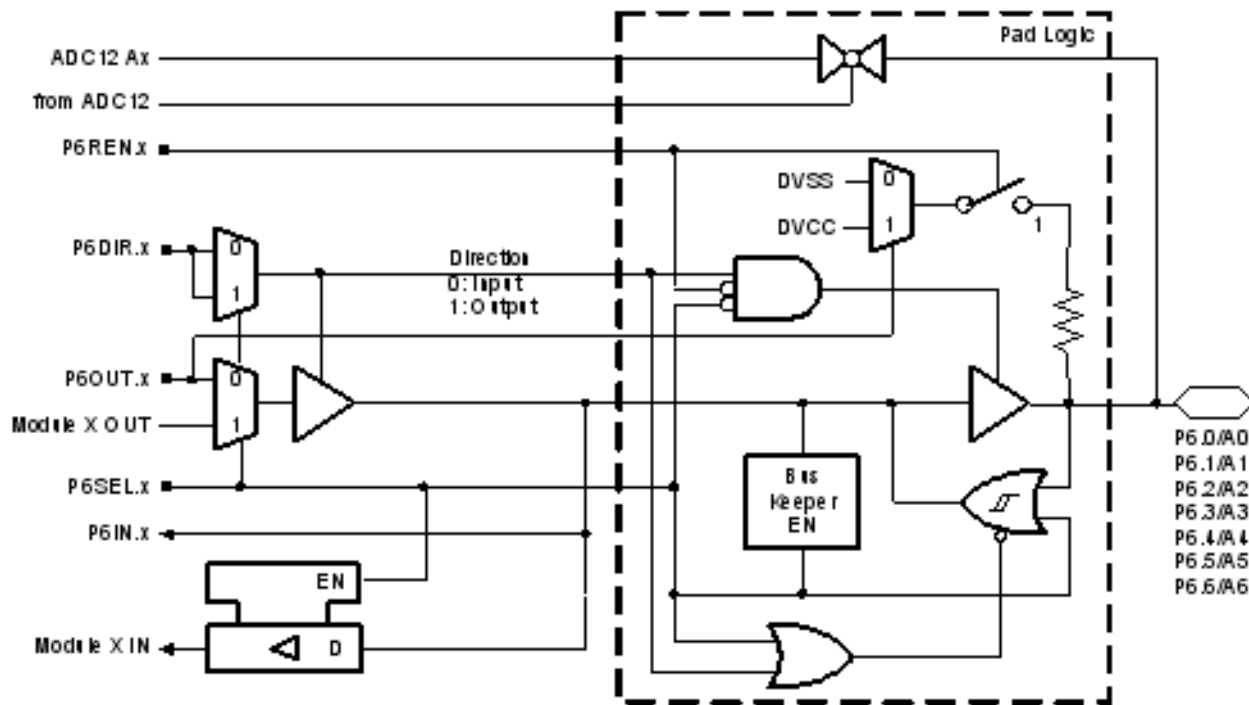 Pad Logic
ADC12 Ax
from ADC12
P6REN.x
DVSS
0
DVCC
1
1
P6DIR.x
0
1
Direction
0: Input
1: Output
P6OUT.x
0
Module X OUT
1
P6SEL.x
P6IN.x
Bus
Keeper
EN
EN
Module X IN
D
P6.0/A0
P6.1/A1
P6.2/A2
P6.3/A3
P6.4/A4
P6.5/A5
P6.6/A6